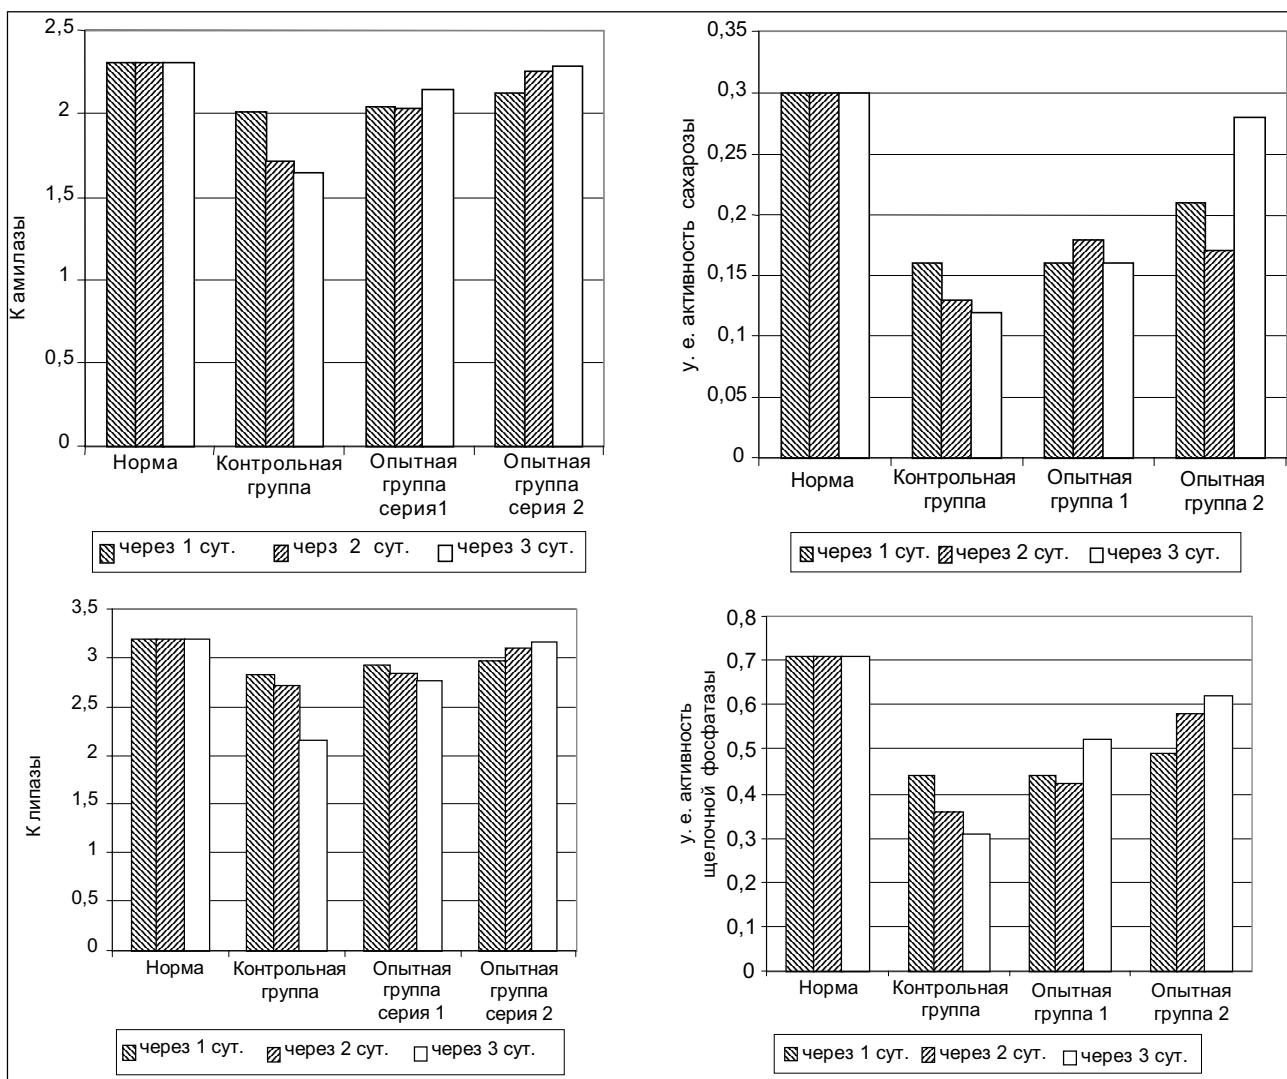 2,5
2
1,5
1
0,5
0
К амилазы
Норма
Контрольная
группа
Опытная
группа
серия1
Опытная
группа
серия 2
через 1 сут.
черз 2 сут.
через 3 сут.
0,35
0,3
0,25
0,2
0,15
0,1
0,05
0
у. е. активность сахарозы
Норма
Контрольная
группа
Опытная
группа 1
Опытная
группа 2
через 1 сут.
через 2 сут.
через 3 сут.
3,5
3
2,5
2
1,5
1
0,5
0
К липазы
Норма
Контрольная
группа
Опытная
группа
серия 1
Опытная
группа
серия 2
через 1 сут.
через 2 сут.
через 3 сут.
0,8
0,7
0,6
0,5
0,4
0,3
0,2
0,1
0
у. е. активность
щелочной фосфатазы
Норма
Контрольная
группа
Опытная
группа 1
Опытная
группа 2
через 1 сут.
через 2 сут.
через 3 сут.